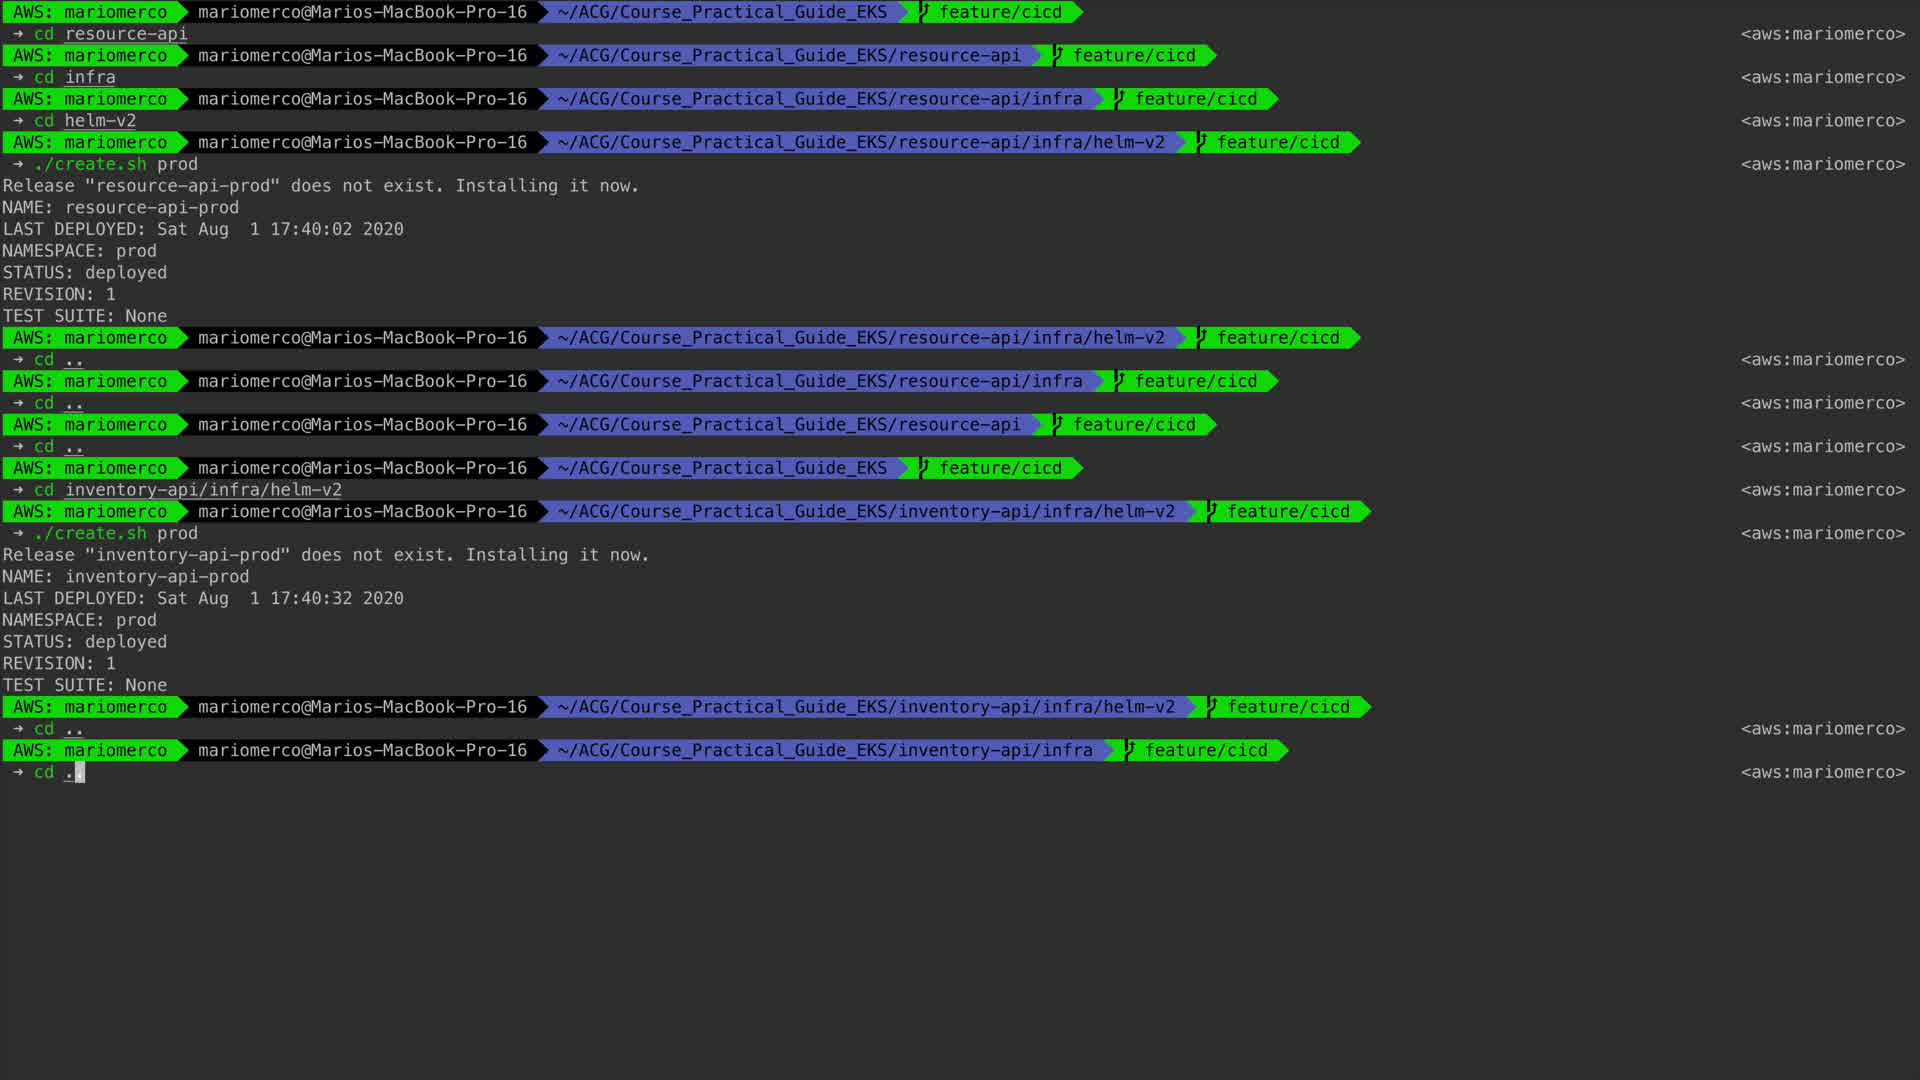 AWS: mariomerco mariomerco@Marios-MacBook-Pro-16 ~/ACG/Course_Practical_Guide_EKS feature/cicd
➜ cd resource-api <aws:mariomerco>
AWS: mariomerco mariomerco@Marios-MacBook-Pro-16 ~/ACG/Course_Practical_Guide_EKS/resource-api feature/cicd
➜ cd infra <aws:mariomerco>
AWS: mariomerco mariomerco@Marios-MacBook-Pro-16 ~/ACG/Course_Practical_Guide_EKS/resource-api/infra feature/cicd
➜ cd helm-v2 <aws:mariomerco>
AWS: mariomerco mariomerco@Marios-MacBook-Pro-16 ~/ACG/Course_Practical_Guide_EKS/resource-api/infra/helm-v2 feature/cicd
➜ ./create.sh prod <aws:mariomerco>
Release "resource-api-prod" does not exist. Installing it now.
NAME: resource-api-prod
LAST DEPLOYED: Sat Aug  1 17:40:02 2020
NAMESPACE: prod
STATUS: deployed
REVISION: 1
TEST SUITE: None
AWS: mariomerco mariomerco@Marios-MacBook-Pro-16 ~/ACG/Course_Practical_Guide_EKS/resource-api/infra/helm-v2 feature/cicd
➜ cd .. <aws:mariomerco>
AWS: mariomerco mariomerco@Marios-MacBook-Pro-16 ~/ACG/Course_Practical_Guide_EKS/resource-api/infra feature/cicd
➜ cd .. <aws:mariomerco>
AWS: mariomerco mariomerco@Marios-MacBook-Pro-16 ~/ACG/Course_Practical_Guide_EKS/resource-api feature/cicd
➜ cd .. <aws:mariomerco>
AWS: mariomerco mariomerco@Marios-MacBook-Pro-16 ~/ACG/Course_Practical_Guide_EKS feature/cicd
➜ cd inventory-api/infra/helm-v2 <aws:mariomerco>
AWS: mariomerco mariomerco@Marios-MacBook-Pro-16 ~/ACG/Course_Practical_Guide_EKS/inventory-api/infra/helm-v2 feature/cicd
➜ ./create.sh prod <aws:mariomerco>
Release "inventory-api-prod" does not exist. Installing it now.
NAME: inventory-api-prod
LAST DEPLOYED: Sat Aug  1 17:40:32 2020
NAMESPACE: prod
STATUS: deployed
REVISION: 1
TEST SUITE: None
AWS: mariomerco mariomerco@Marios-MacBook-Pro-16 ~/ACG/Course_Practical_Guide_EKS/inventory-api/infra/helm-v2 feature/cicd
➜ cd .. <aws:mariomerco>
AWS: mariomerco mariomerco@Marios-MacBook-Pro-16 ~/ACG/Course_Practical_Guide_EKS/inventory-api/infra feature/cicd
➜ cd .. <aws:mariomerco>